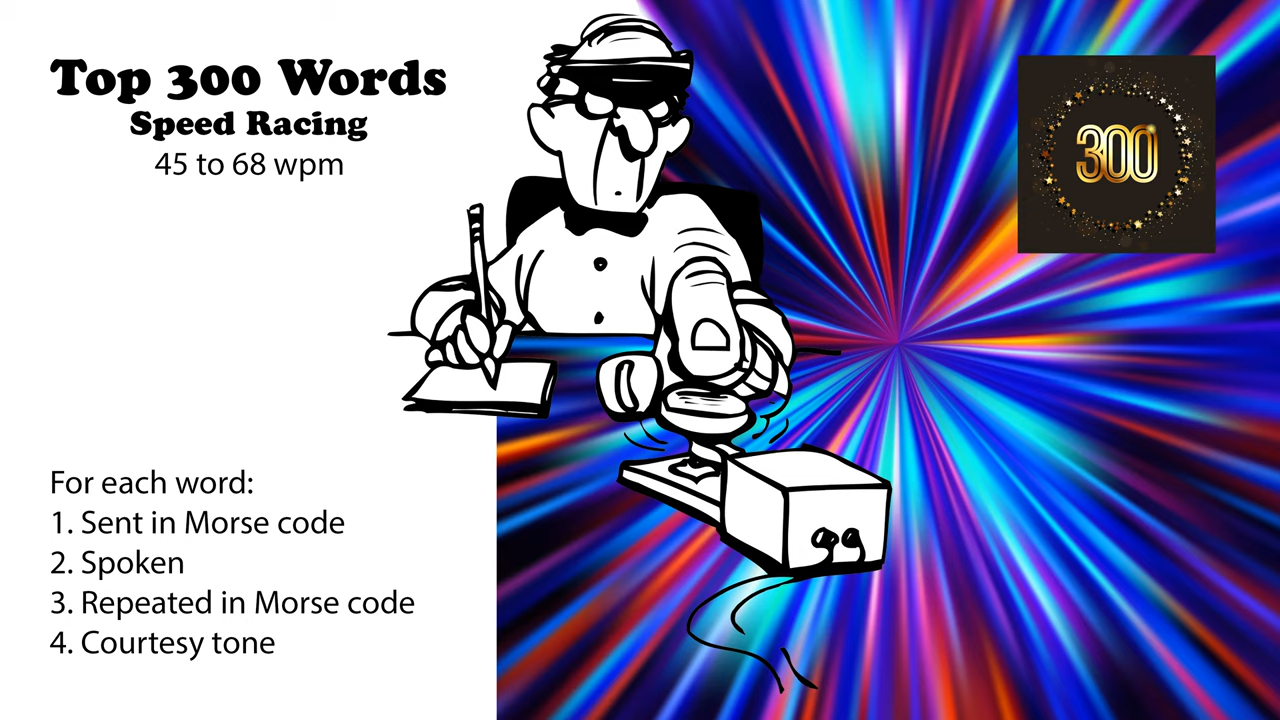 Top 300 Words
Speed Racing
45 to 68 wpm
300
For each word:
1. Sent in Morse code
2. Spoken
3. Repeated in Morse code
4. Courtesy tone